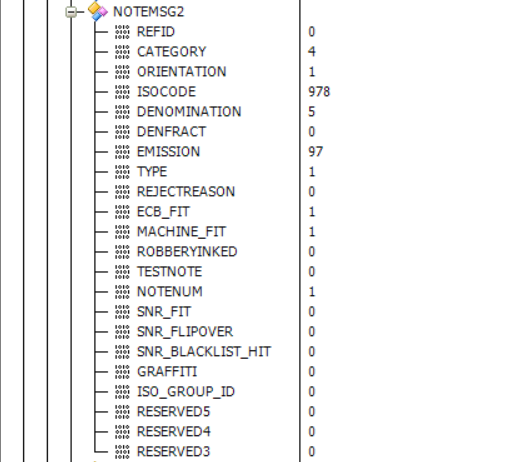 NOTEMSG2
REFID 0
CATEGORY 4
ORIENTATION 1
ISOCODE 978
DENOMINATION 5
DENFRACT 0
EMISSION 97
TYPE 1
REJECTREASON 0
ECB_FIT 1
MACHINE_FIT 1
ROBBERYINKED 0
TESTNOTE 0
NOTENUM 1
SNR_FIT 0
SNR_FLIPOVER 0
SNR_BLACKLIST_HIT 0
GRAFFITI 0
ISO_GROUP_ID 0
RESERVED5 0
RESERVED4 0
RESERVED3 0